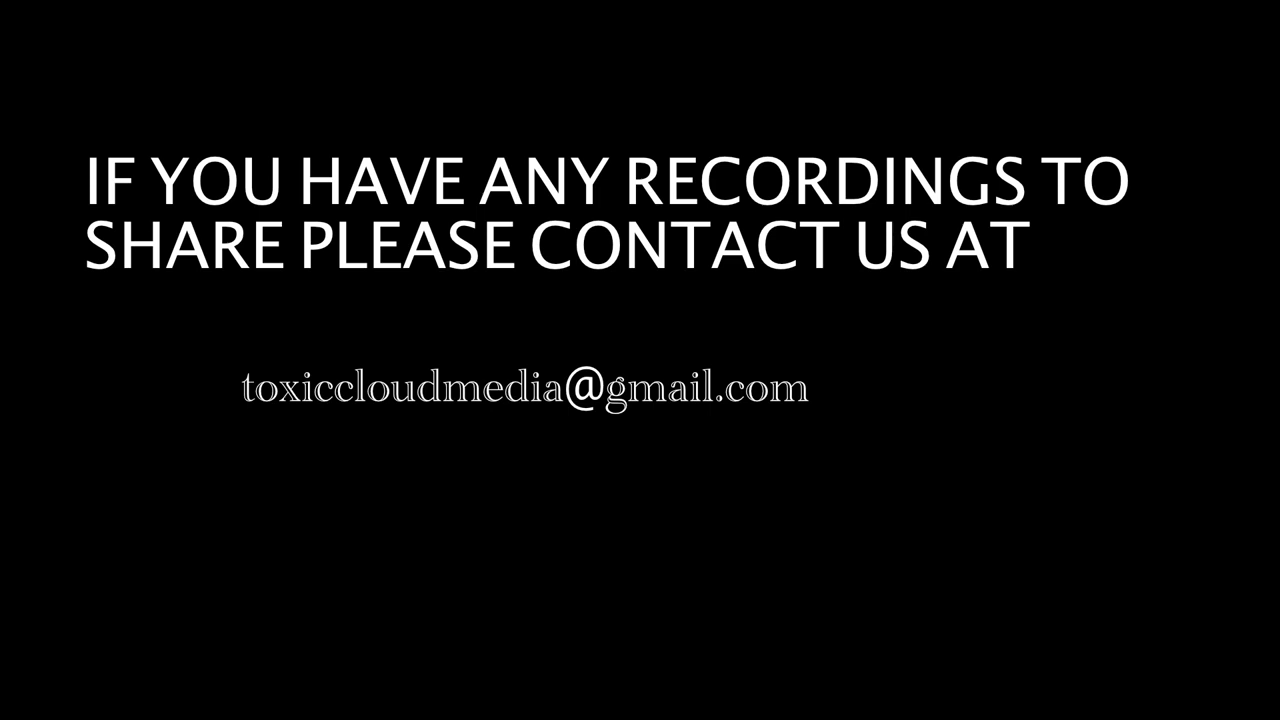 IF YOU HAVE ANY RECORDINGS TO
SHARE PLEASE CONTACT US AT
toxiccloudmedia@gmail.com